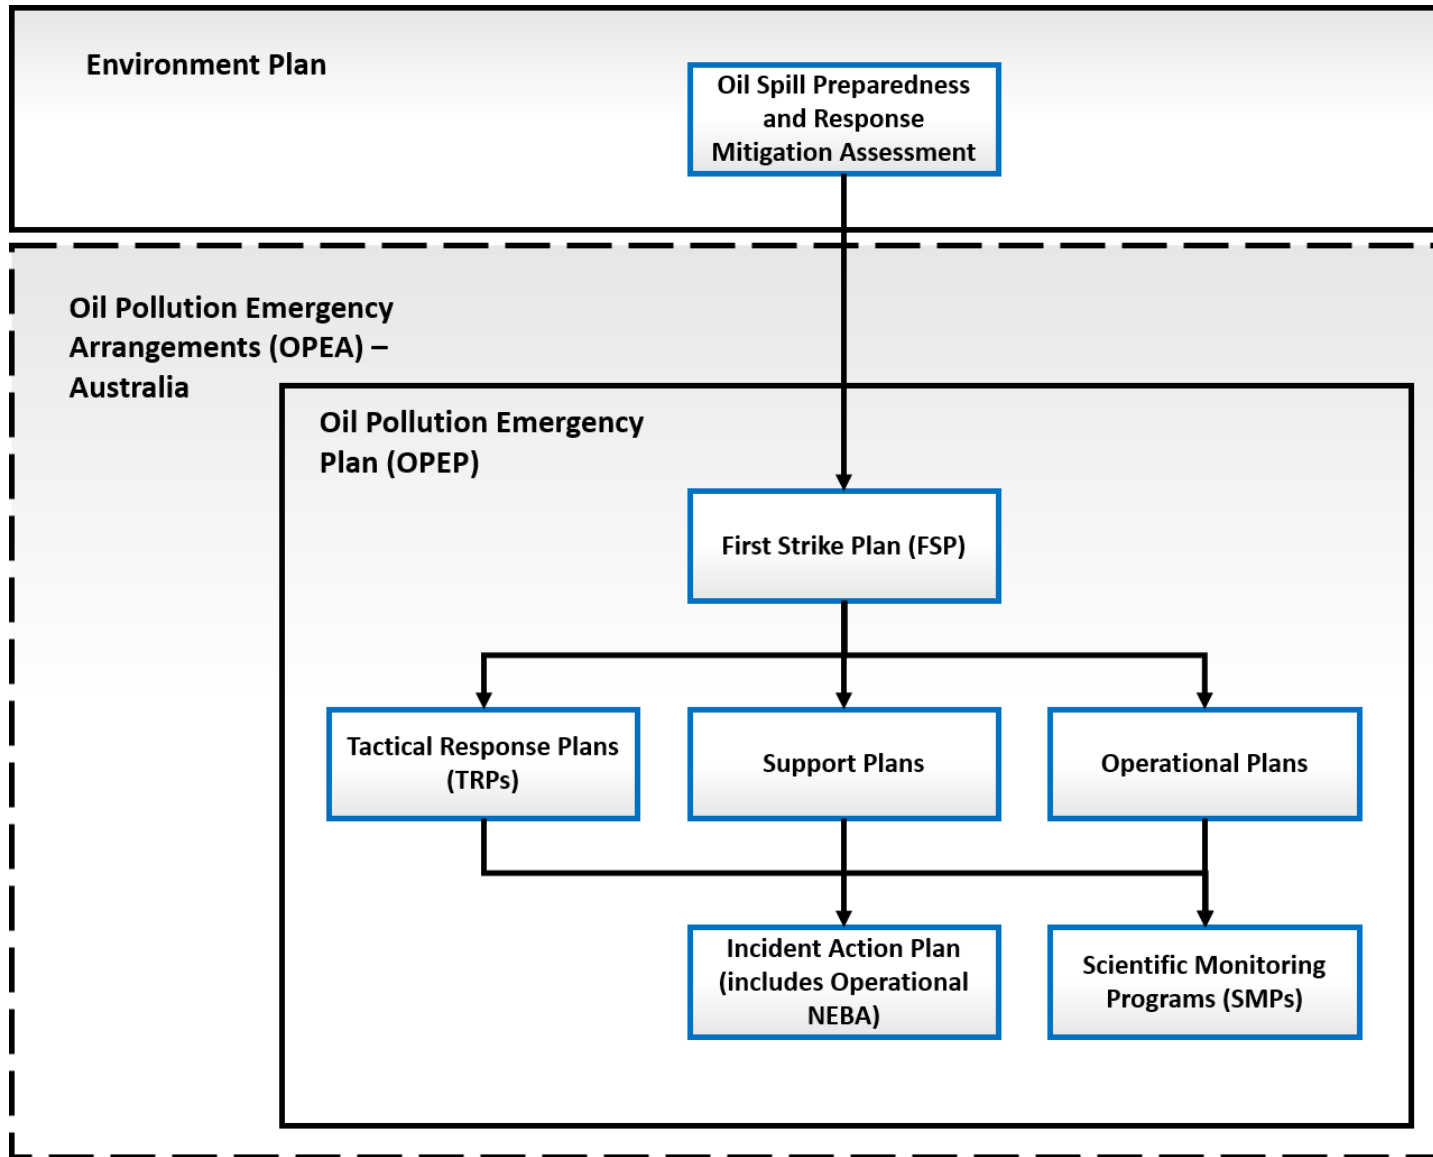 Environment Plan
Oil Spill Preparedness
and Response
Mitigation Assessment
Oil Pollution Emergency
Arrangements (OPEA) –
Australia
Oil Pollution Emergency
Plan (OPEP)
First Strike Plan (FSP)
Tactical Response Plans
(TRPs)
Support Plans
Operational Plans
Incident Action Plan
(includes Operational
NEBA)
Scientific Monitoring
Programs (SMPs)